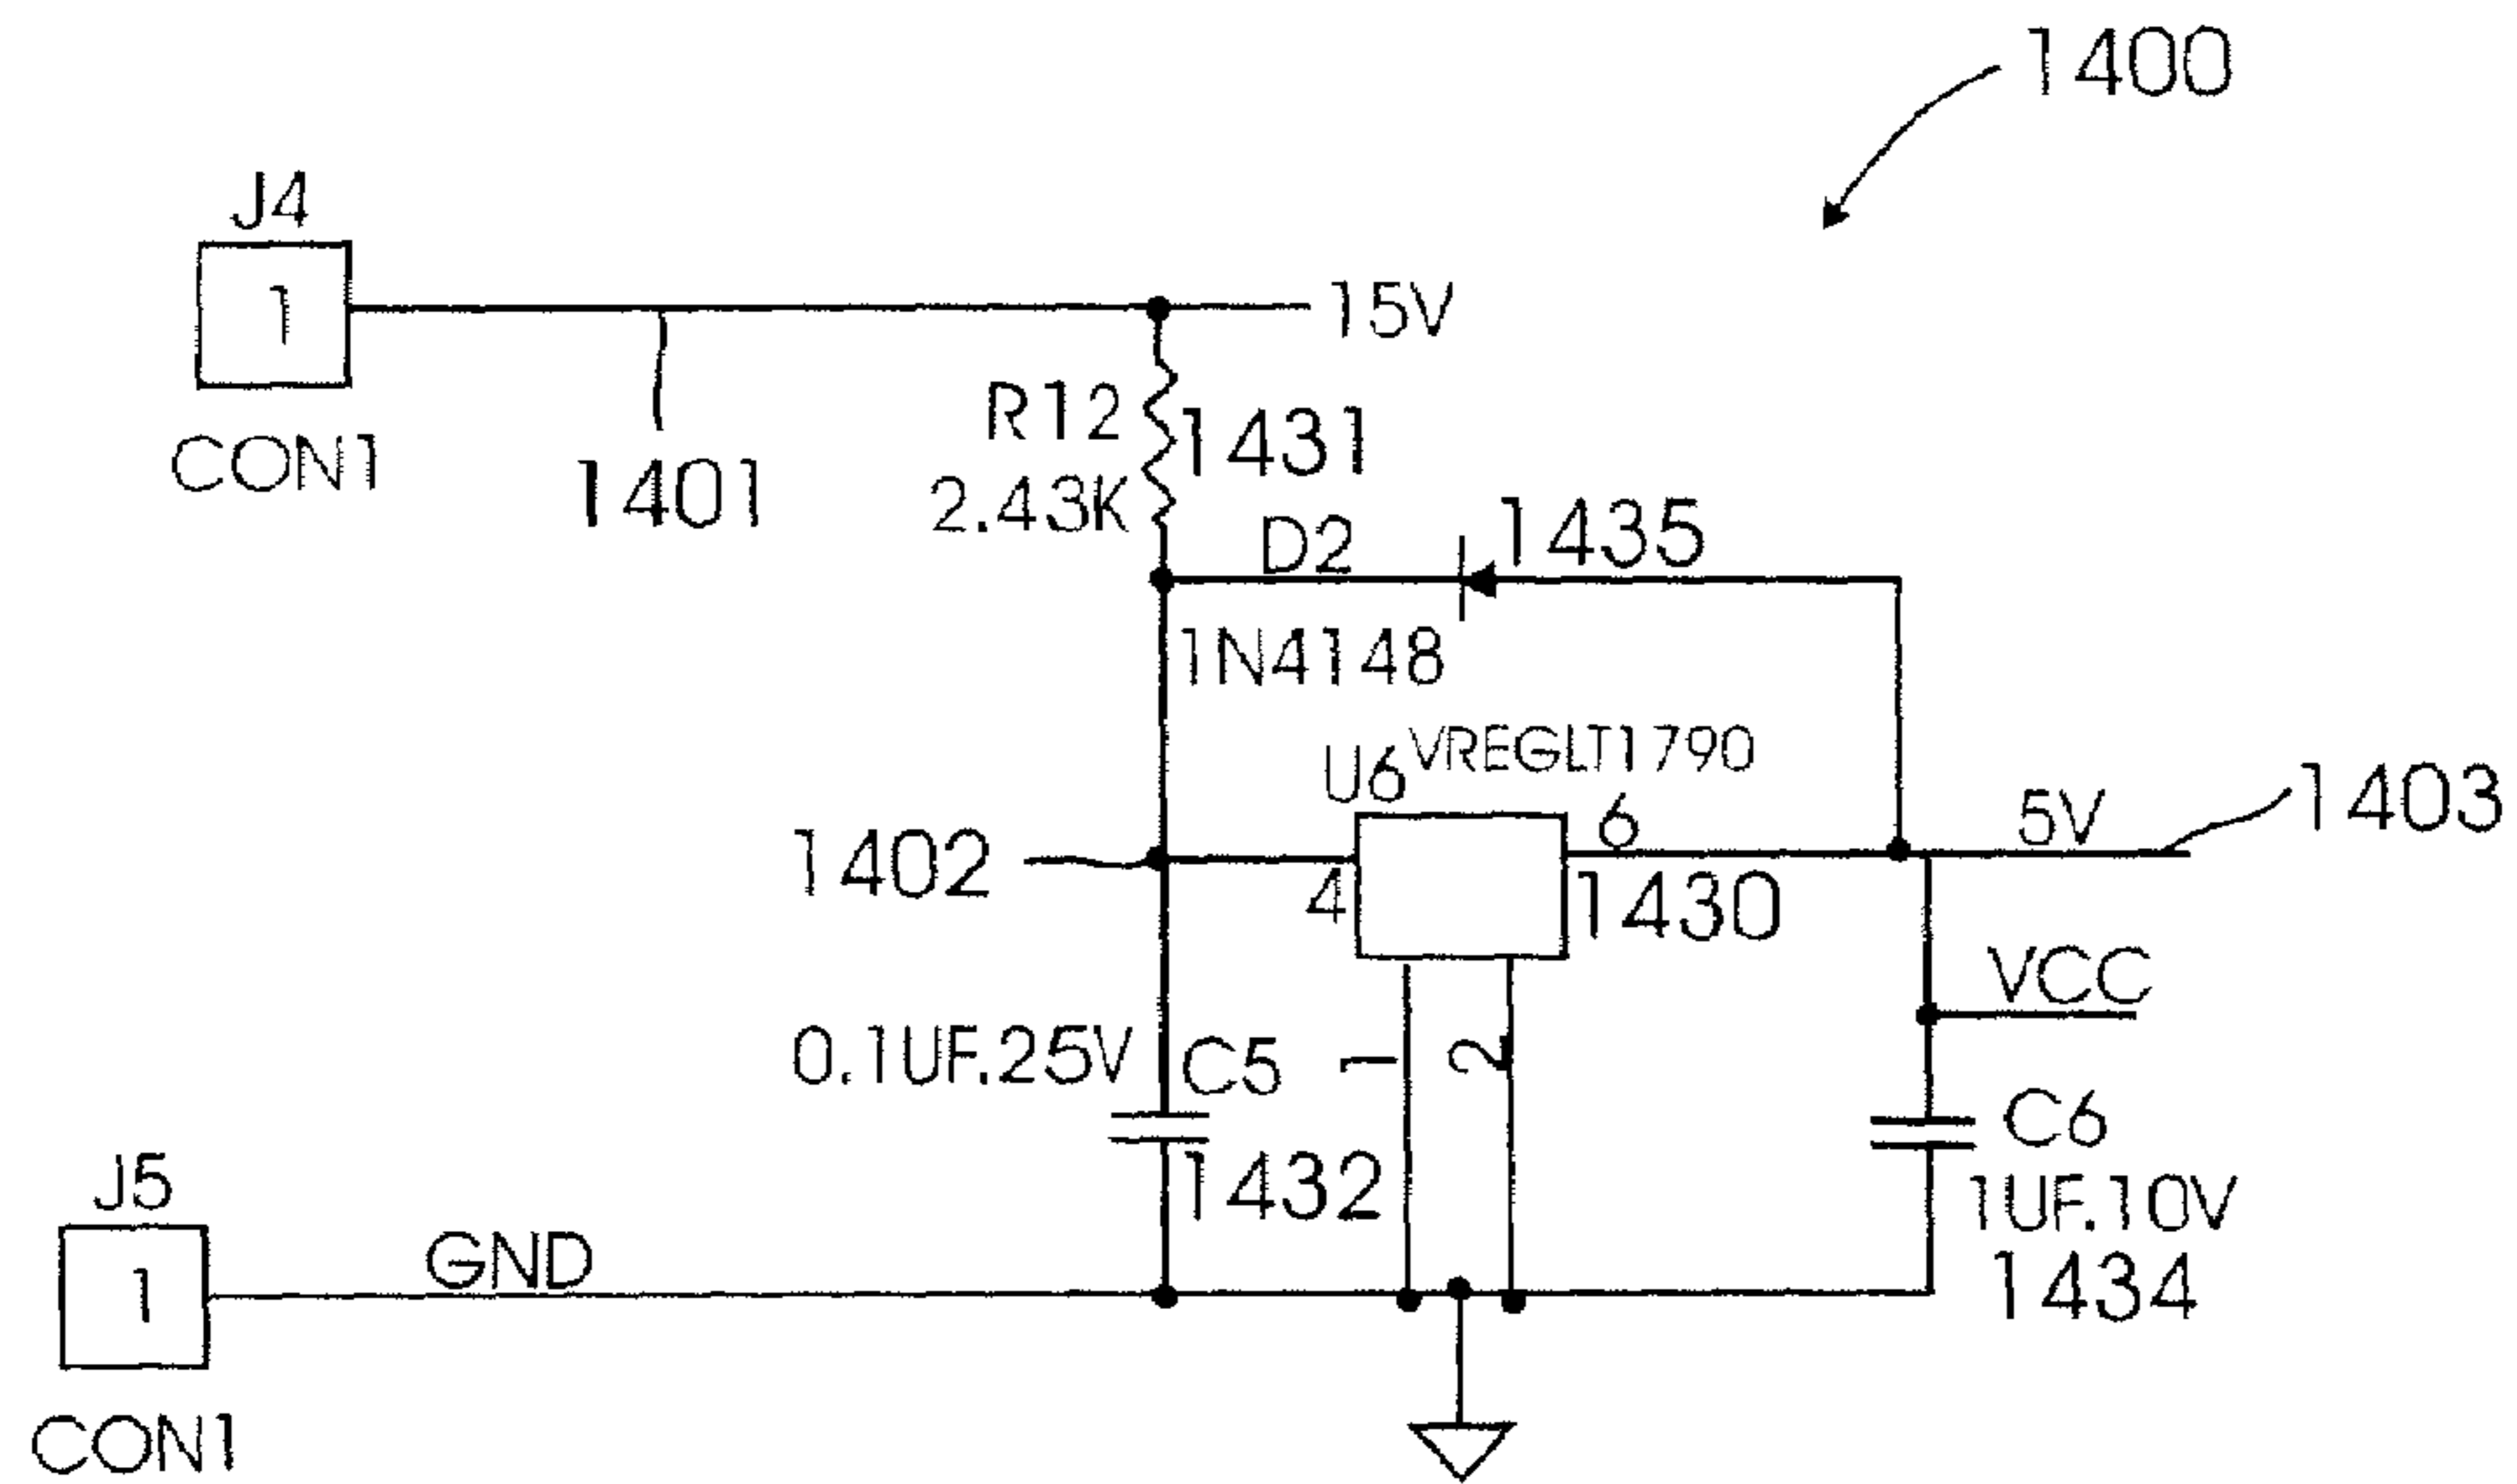 1400
J4
1
CON1
1401
15V
R12
2.43K
1431
D2
1435
1N4148
U6
VREGLT1790
6
4
1430
5V
1403
1402
VCC
0.1UF.25V
C5
1
2
1432
C6
1UF.10V
1434
J5
1
GND
CON1